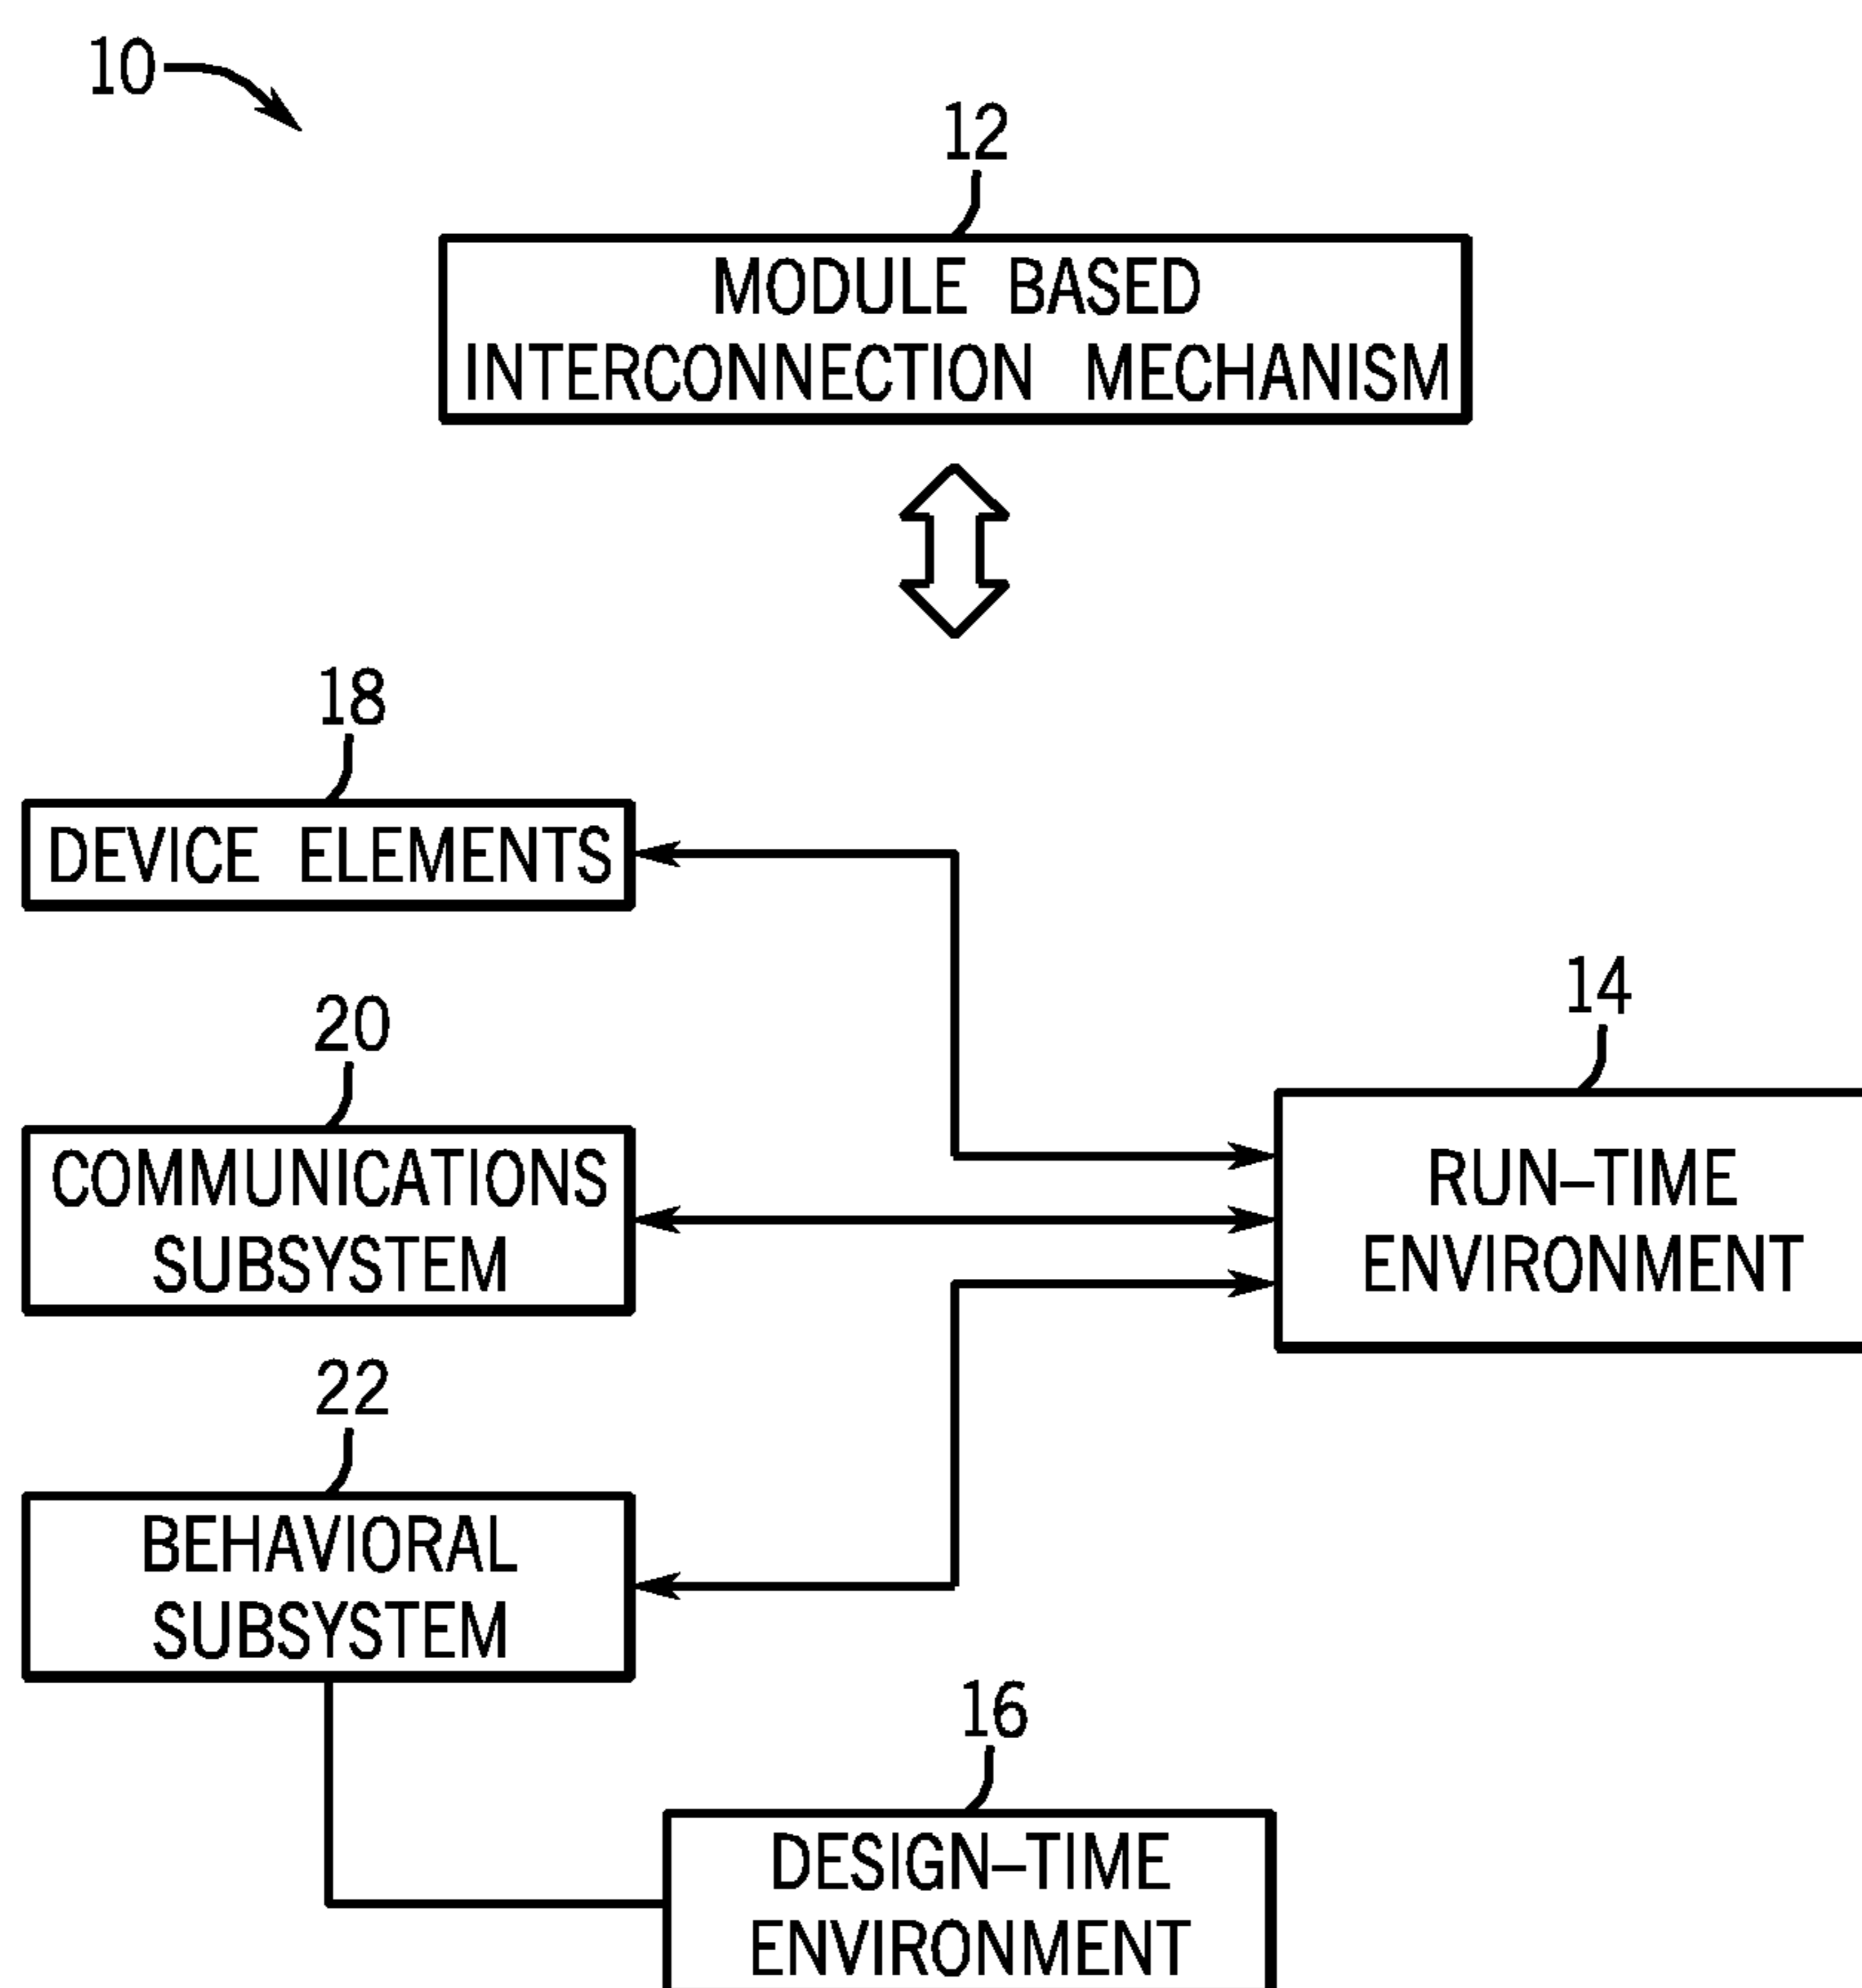 10
12
MODULE BASED
INTERCONNECTION MECHANISM
18
DEVICE ELEMENTS
20
COMMUNICATIONS
SUBSYSTEM
14
RUN–TIME
ENVIRONMENT
22
BEHAVIORAL
SUBSYSTEM
16
DESIGN–TIME
ENVIRONMENT